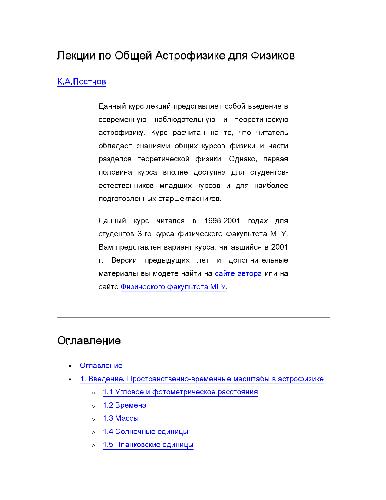 Лекции по Общей Астрофизике для Физиков
К.А.Постнов
Данный курс лекций представляет собой введение в
современную наблюдательную и теоретическую
астрофизику. Курс расчитан на то, что читатель
обладает знаниями общих курсов физики и части
разделов теоретической физики. Однако, первая
половина курса вполне доступна для студентов-
естественников младших курсов и для наиболее
подготовленных старшеклассников.
Данный курс читался в 1998-2001 годах для
студентов 3-го курса физического факультета МГУ.
Вам представлен вариант курса, читавшийся в 2001
г. Версии предыдущих лет и дополнительные
материалы вы можете найти на сайте автора или на
сайте Физического факультета МГУ.
Оглавление
• Оглавление
• 1. Введение. Пространственно-временные масштабы в астрофизике
o 1.1 Угловое и фотометрическое расстояния
o 1.2 Времена
o 1.3 Массы
o 1.4 Солнечные единицы
o 1.5 Планковские единицы